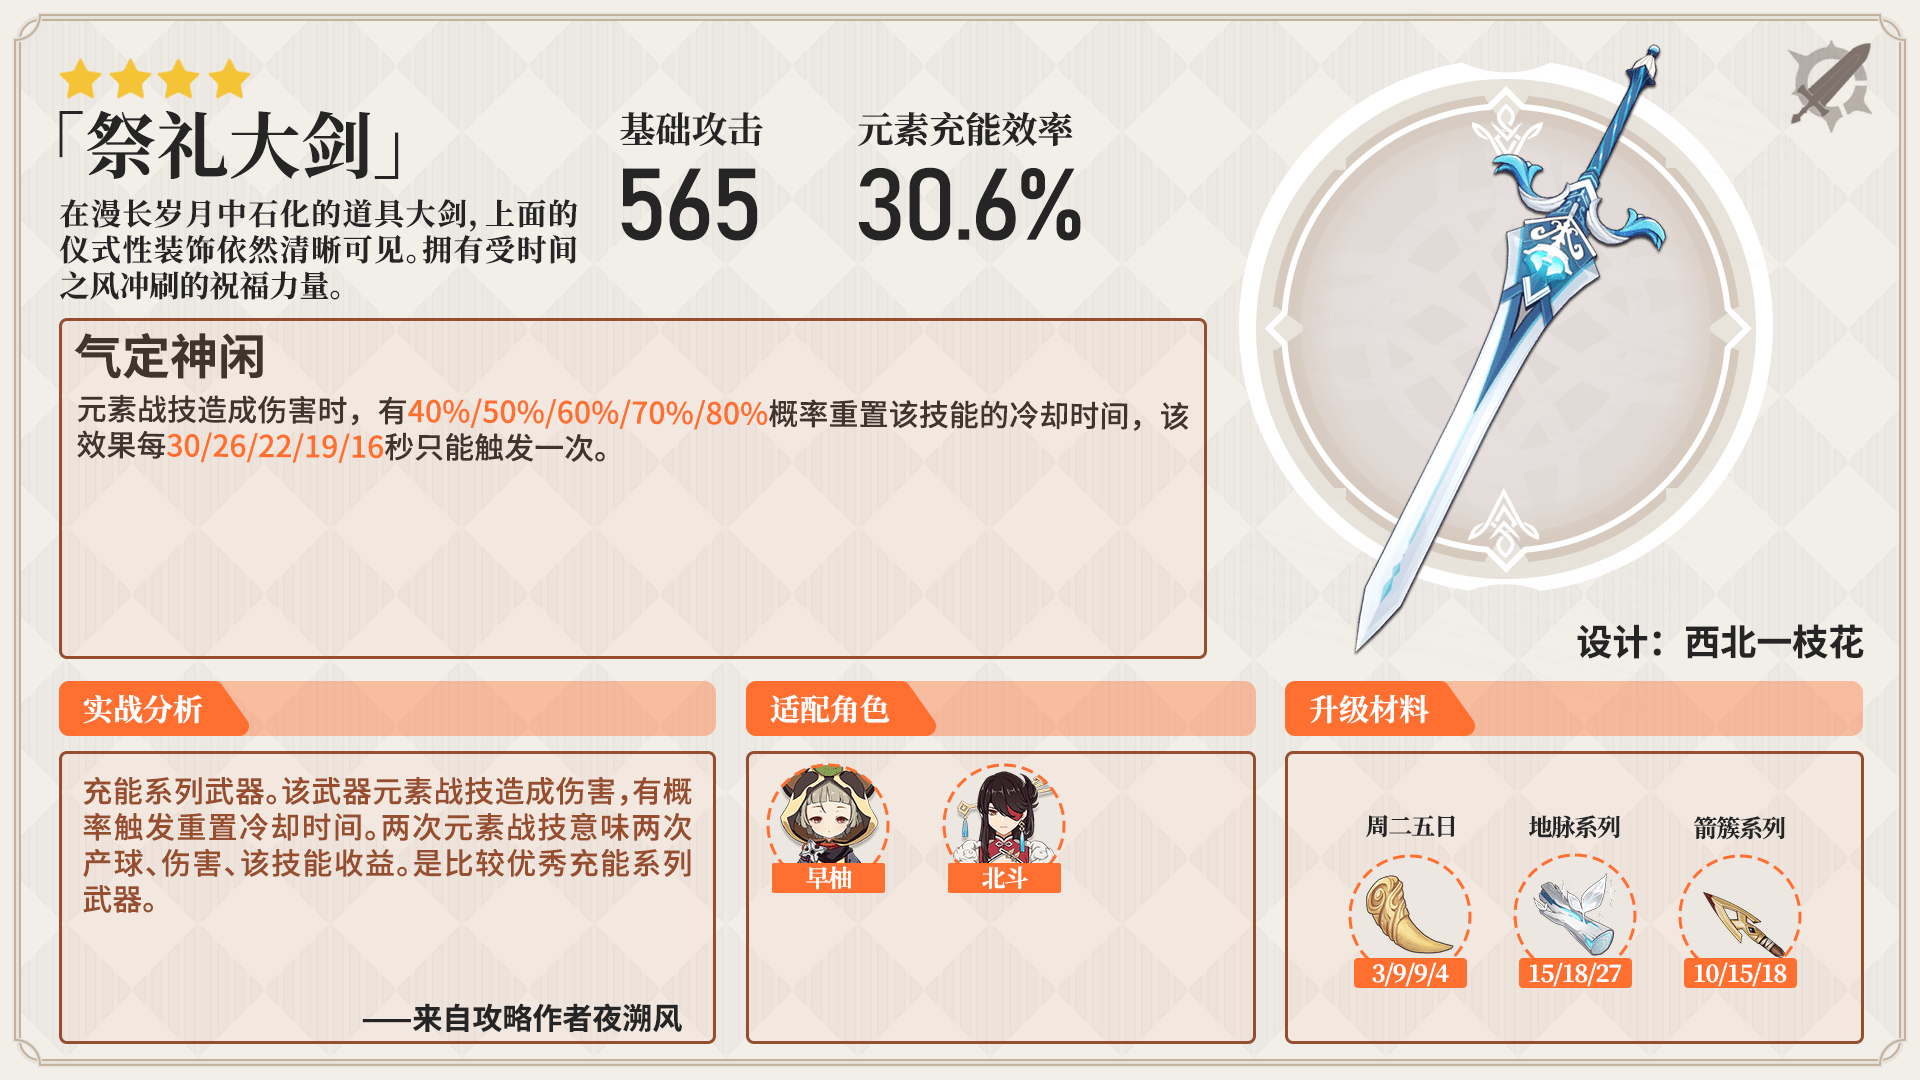 「祭礼大剑」
在漫长岁月中石化的道具大剑，上面的
仪式性装饰依然清晰可见。拥有受时间
之风冲刷的祝福力量。
基础攻击
565
元素充能效率
30.6%
气定神闲
元素战技造成伤害时，有40%/50%/60%/70%/80%概率重置该技能的冷却时间，该
效果每30/26/22/19/16秒只能触发一次。
设计：西北一枝花
实战分析
充能系列武器。该武器元素战技造成伤害，有概
率触发重置冷却时间。两次元素战技意味两次
产球、伤害、该技能收益。是比较优秀充能系列
武器。
——来自攻略作者夜溯风
适配角色
早柚
北斗
升级材料
周二五日
3/9/9/4
地脉系列
15/18/27
箭簇系列
10/15/18